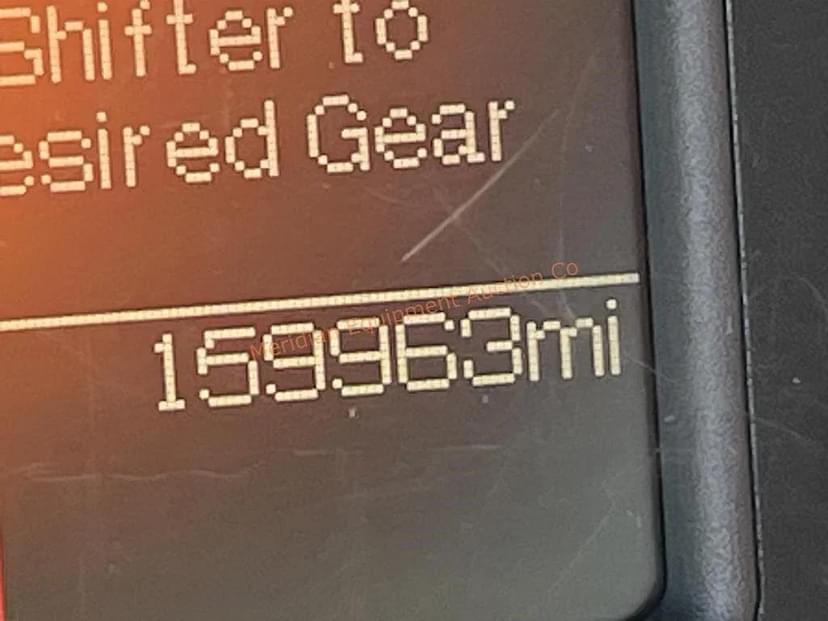 Shifter to
esired Gear
Meridian Equipment Auction Co
159963mi